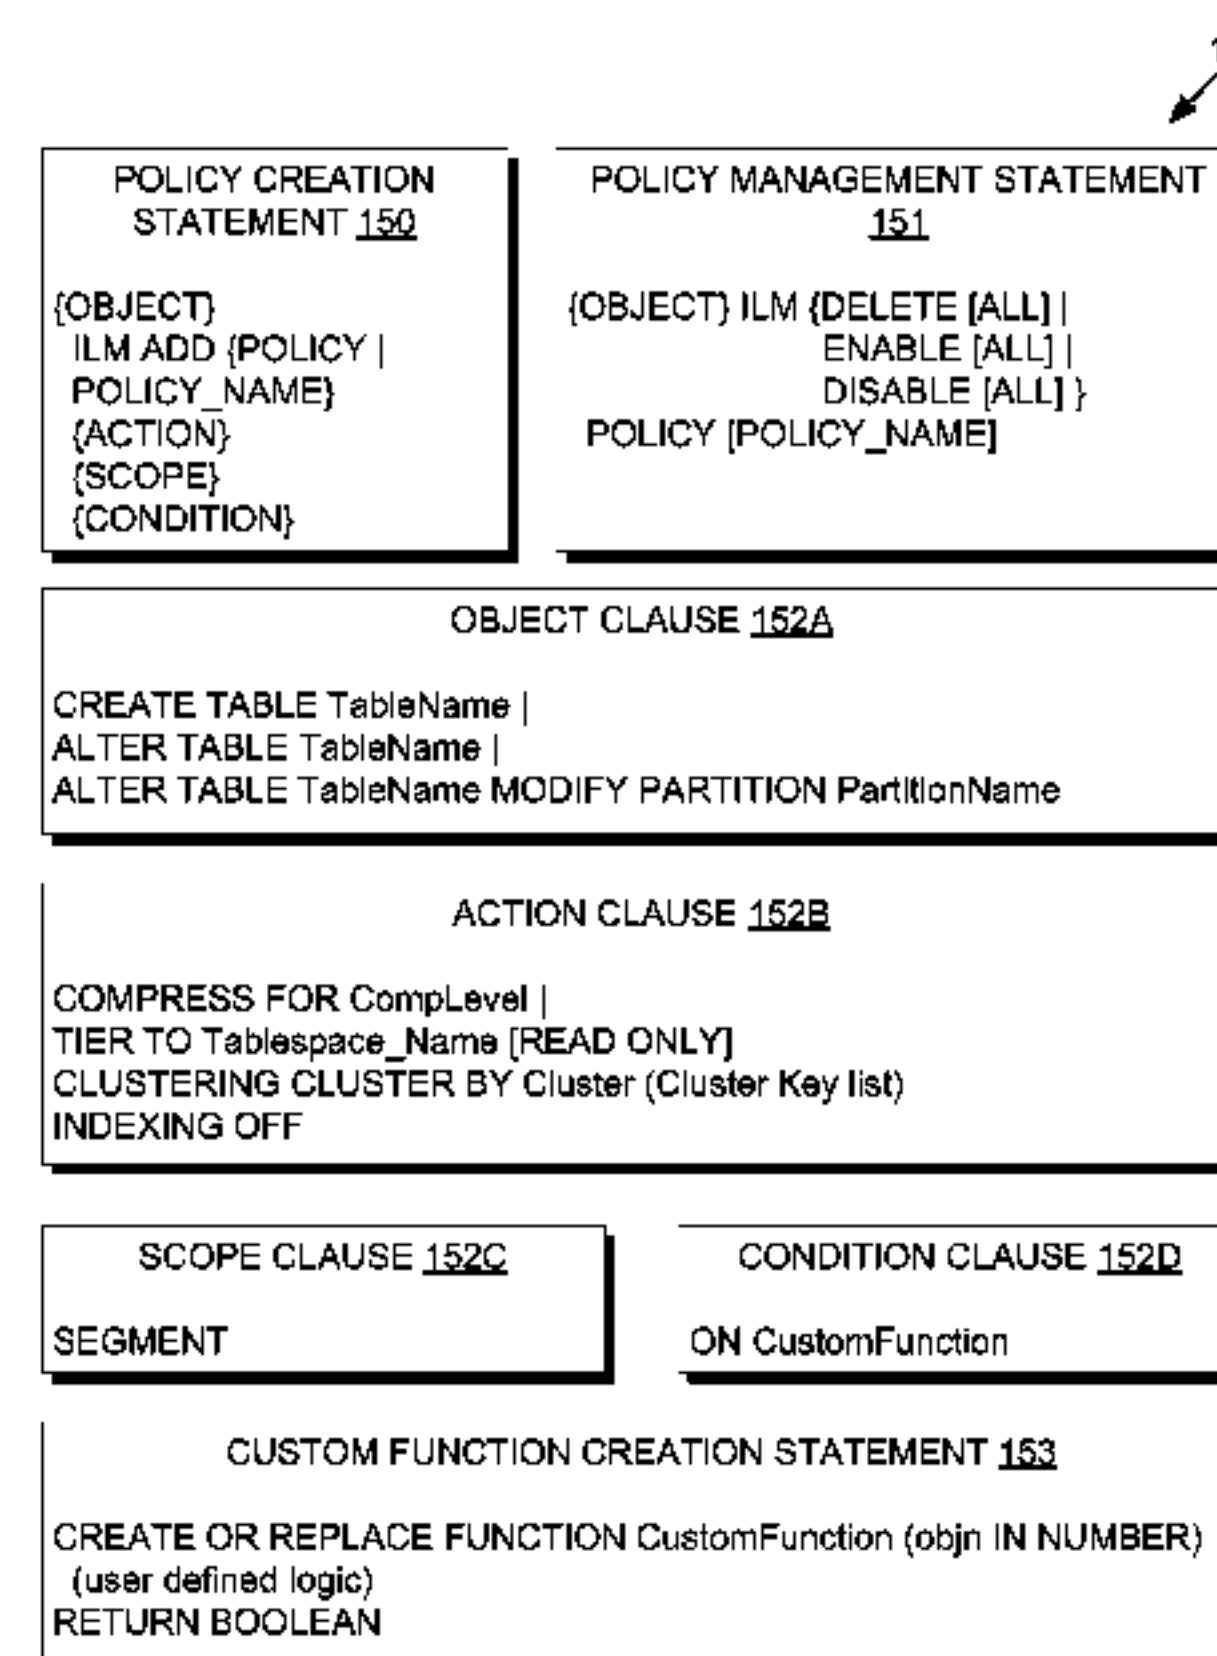 POLICY CREATION
STATEMENT 150
{OBJECT}
ILM ADD {POLICY |
POLICY_NAME}
{ACTION}
{SCOPE}
{CONDITION}
POLICY MANAGEMENT STATEMENT
151
{OBJECT} ILM {DELETE [ALL] |
ENABLE [ALL] |
DISABLE [ALL] }
POLICY [POLICY_NAME]
OBJECT CLAUSE 152A
CREATE TABLE TableName |
ALTER TABLE TableName |
ALTER TABLE TableName MODIFY PARTITION PartitionName
ACTION CLAUSE 152B
COMPRESS FOR CompLevel |
TIER TO Tablespace_Name [READ ONLY]
CLUSTERING CLUSTER BY Cluster (Cluster Key list)
INDEXING OFF
SCOPE CLAUSE 152C
SEGMENT
CONDITION CLAUSE 152D
ON CustomFunction
CUSTOM FUNCTION CREATION STATEMENT 153
CREATE OR REPLACE FUNCTION CustomFunction (objn IN NUMBER)
(user defined logic)
RETURN BOOLEAN